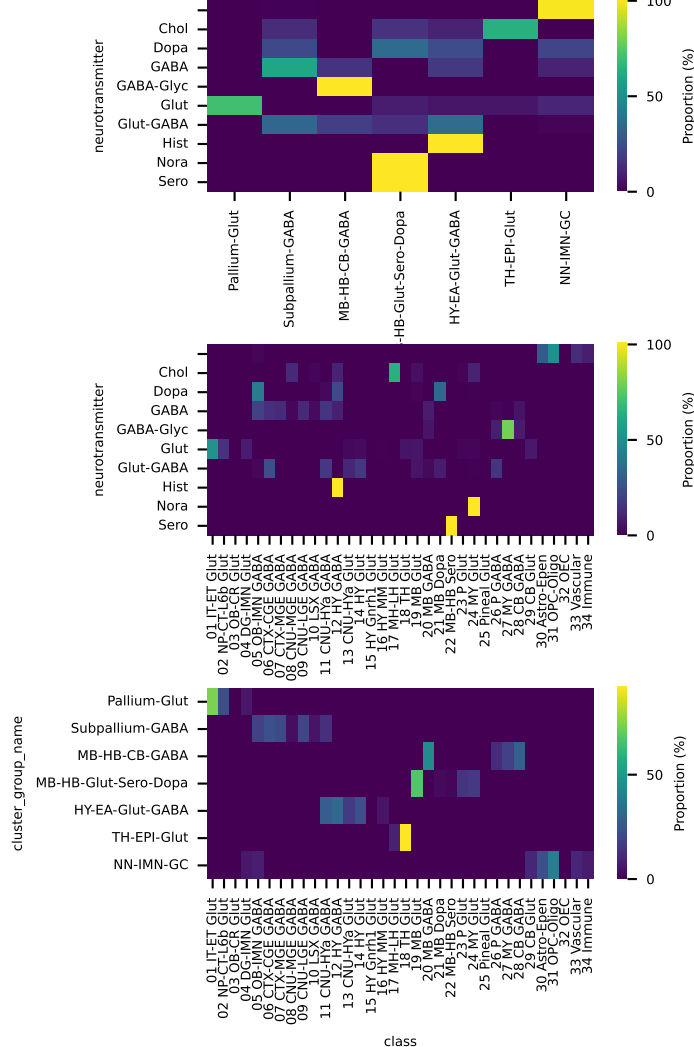 100
Chol
Dopa
GABA
GABA-Glyc
Glut
Glut-GABA
Hist
Nora
Sero
neurotransmitter
50
0
Proportion (%)
Pallium-Glut
Subpallium-GABA
MB-HB-CB-GABA
-HB-Glut-Sero-Dopa
HY-EA-Glut-GABA
TH-EPI-Glut
NN-IMN-GC
Chol
Dopa
GABA
GABA-Glyc
Glut
Glut-GABA
Hist
Nora
Sero
neurotransmitter
100
50
0
Proportion (%)
01 IT-ET Glut
02 NP-CT-L6b Glut
03 OB-CR Glut
04 DG-IMN Glut
05 OB-IMN GABA
06 CTX-CGE GABA
07 CTX-MGE GABA
08 CNU-MGE GABA
09 CNU-LGE GABA
10 LSX GABA
11 CNU-HYa GABA
12 HY GABA
13 CNU-HYa Glut
14 HY Glut
15 HY Gnrh1 Glut
16 HY MM Glut
17 MH-LH Glut
18 TH Glut
19 MB Glut
20 MB GABA
21 MB Dopa
22 MB-HB Sero
23 P Glut
24 MY Glut
25 Pineal Glut
26 P GABA
27 MY GABA
28 CB GABA
29 CB Glut
30 Astro-Epen
31 OPC-Oligo
32 OEC
33 Vascular
34 Immune
Pallium-Glut
Subpallium-GABA
MB-HB-CB-GABA
MB-HB-Glut-Sero-Dopa
HY-EA-Glut-GABA
TH-EPI-Glut
NN-IMN-GC
cluster_group_name
50
0
Proportion (%)
01 IT-ET Glut
02 NP-CT-L6b Glut
03 OB-CR Glut
04 DG-IMN Glut
05 OB-IMN GABA
06 CTX-CGE GABA
07 CTX-MGE GABA
08 CNU-MGE GABA
09 CNU-LGE GABA
10 LSX GABA
11 CNU-HYa GABA
12 HY GABA
13 CNU-HYa Glut
14 HY Glut
15 HY Gnrh1 Glut
16 HY MM Glut
17 MH-LH Glut
18 TH Glut
19 MB Glut
20 MB GABA
21 MB Dopa
22 MB-HB Sero
23 P Glut
24 MY Glut
25 Pineal Glut
26 P GABA
27 MY GABA
28 CB GABA
29 CB Glut
30 Astro-Epen
31 OPC-Oligo
32 OEC
33 Vascular
34 Immune
class